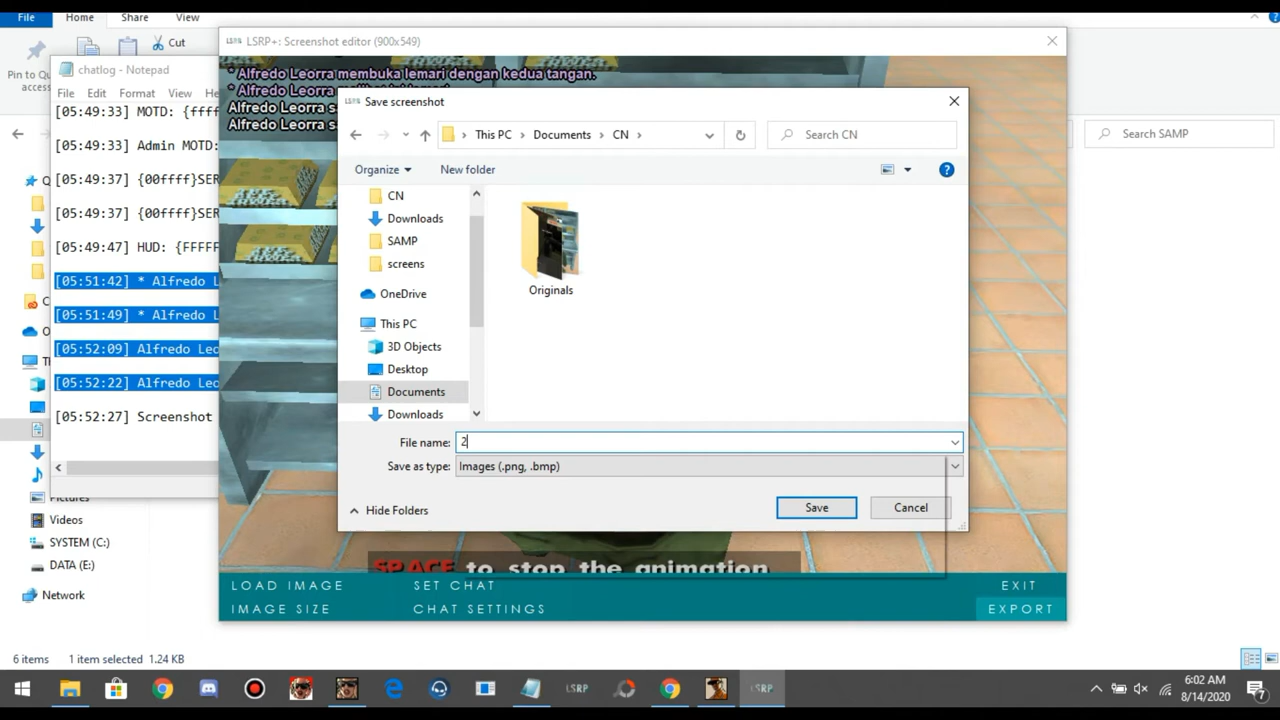 File
Home
Share
View
Cut
Pin to Qu
access
LSRP+: Screenshot editor (900x549)
* Alfredo Leorra membuka lemari dengan kedua tangan.
* Alfredo Leorra
Alfredo Leorra sa
Alfredo Leorra sa
chatlog - Notepad
File Edit Format View
[05:49:33] MOTD: {ffff
[05:49:33] Admin MOTD:
[05:49:37] {00ffff}SER
[05:49:37] {00ffff}SER
[05:49:47] HUD: {FFFFF
[05:51:42] * Alfredo L
[05:51:49] * Alfredo L
[05:52:09] Alfredo Leo
[05:52:22] Alfredo Leo
[05:52:27] Screenshot
Save screenshot
This PC
Documents
CN
Search CN
Search SAMP
Organize
New folder
CN
Downloads
SAMP
screens
OneDrive
This PC
3D Objects
Desktop
Documents
Downloads
Originals
File name: 2
Save as type: Images (.png, .bmp)
Hide Folders
Save
Cancel
SPACE to stop the animation
LOAD IMAGE
SET CHAT
EXIT
IMAGE SIZE
CHAT SETTINGS
EXPORT
Pictures
Videos
SYSTEM (C:)
DATA (E:)
Network
6 items
1 item selected 1.24 KB
LSRP
LSRP
6:02 AM
8/14/2020
7